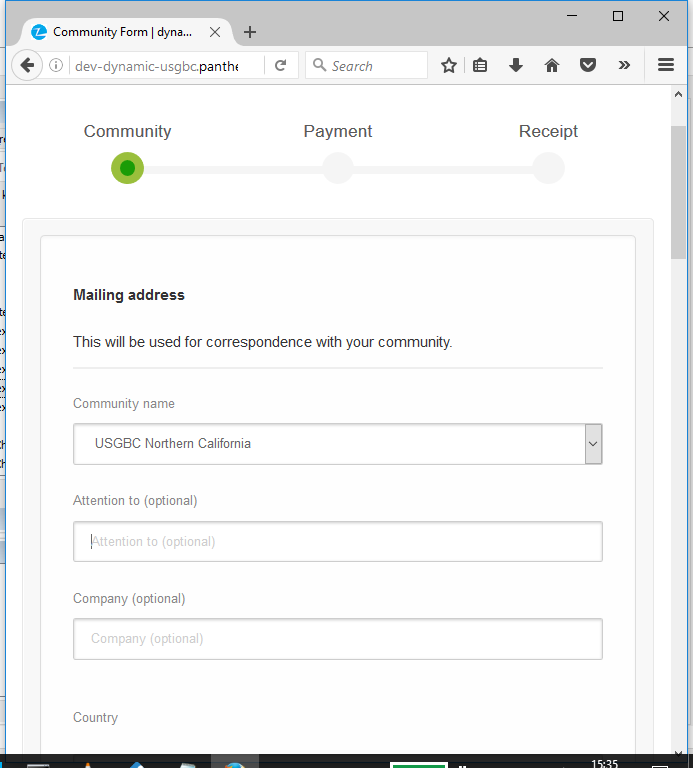 Community Form | dyna...
dev-dynamic-usgbc.panthe
Search
Community
Payment
Receipt
Mailing address
This will be used for correspondence with your community.
Community name
USGBC Northern California
Attention to (optional)
Attention to (optional)
Company (optional)
Company (optional)
Country
15:35